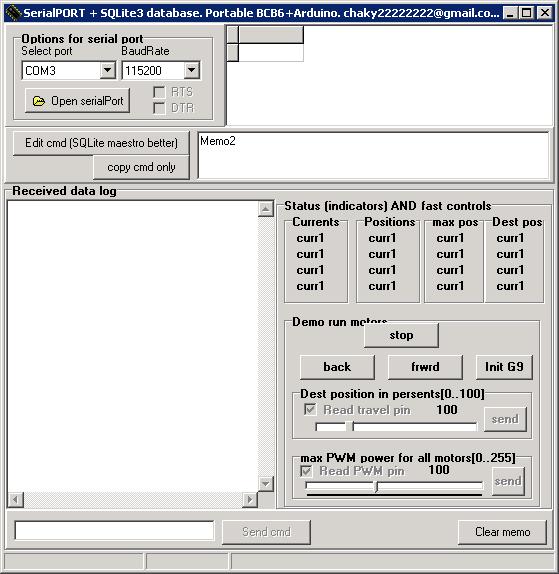 SerialPORT + SQLite3 database. Portable BCB6+Arduino. chaky22222222@gmail.co...
Options for serial port
Select port BaudRate
COM3 115200
Open serialPort
RTS
DTR
Edit cmd (SQLite maestro better)
copy cmd only
Memo2
Received data log
Status (indicators) AND fast controls
Currents Positions max pos Dest pos
curr1 curr1 curr1 curr1
curr1 curr1 curr1 curr1
curr1 curr1 curr1 curr1
curr1 curr1 curr1 curr1
Demo run motors
stop
back frwrd Init G9
Dest position in persents[0..100]
Read travel pin 100
send
max PWM power for all motors[0..255]
Read PWM pin 100
send
Send cmd
Clear memo